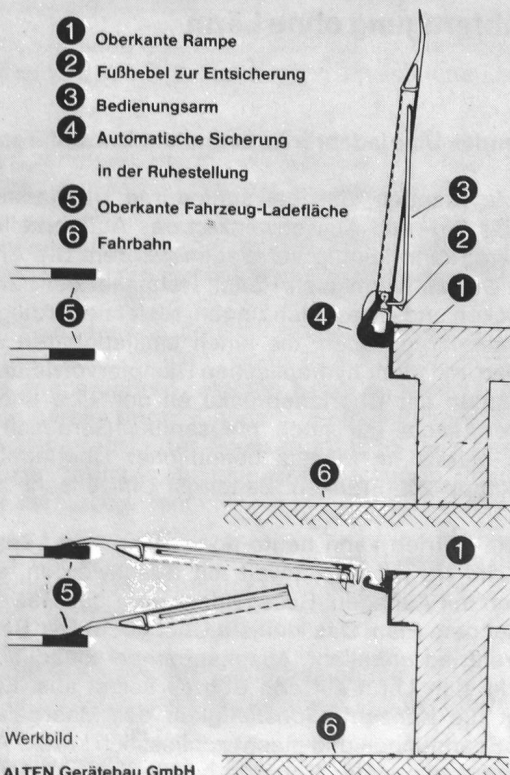 1 Oberkante Rampe
2 Fußhebel zur Entsicherung
3 Bedienungsarm
4 Automatische Sicherung
in der Ruhestellung
5 Oberkante Fahrzeug-Ladefläche
6 Fahrbahn
3
2
1
4
5
6
1
5
6
Werkbild:
ALTEN Gerätebau GmbH